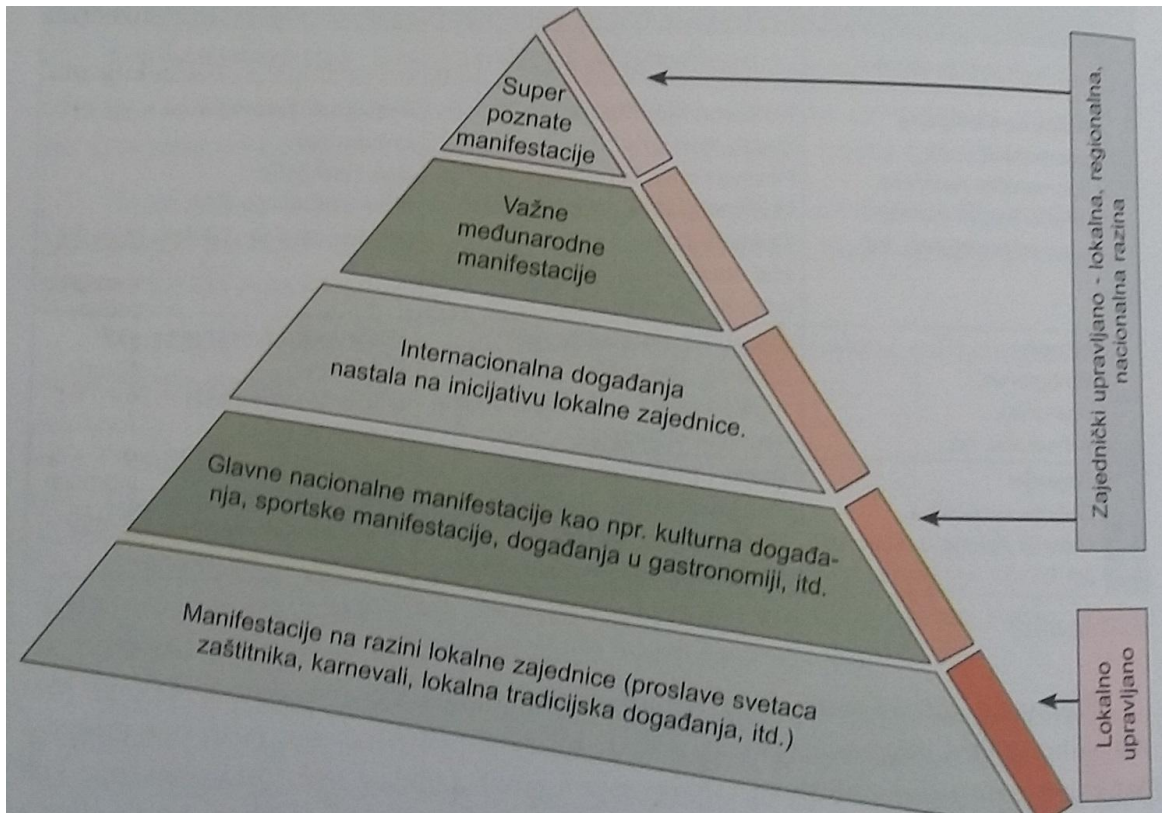 Super
poznate
manifestacije
Važne
međunarodne
manifestacije
Internacionalna događanja
nastala na inicijativu lokalne zajednice.
Glavne nacionalne manifestacije kao npr. kulturna događa-
nja, sportske manifestacije, događanja u gastronomiji, itd.
Manifestacije na razini lokalne zajednice (proslave svetaca
zaštitnika, karnevali, lokalna tradicijska događanja, itd.)
Zajednički upravljano - lokalna, regionalna,
nacionalna razina
Lokalno
upravljano